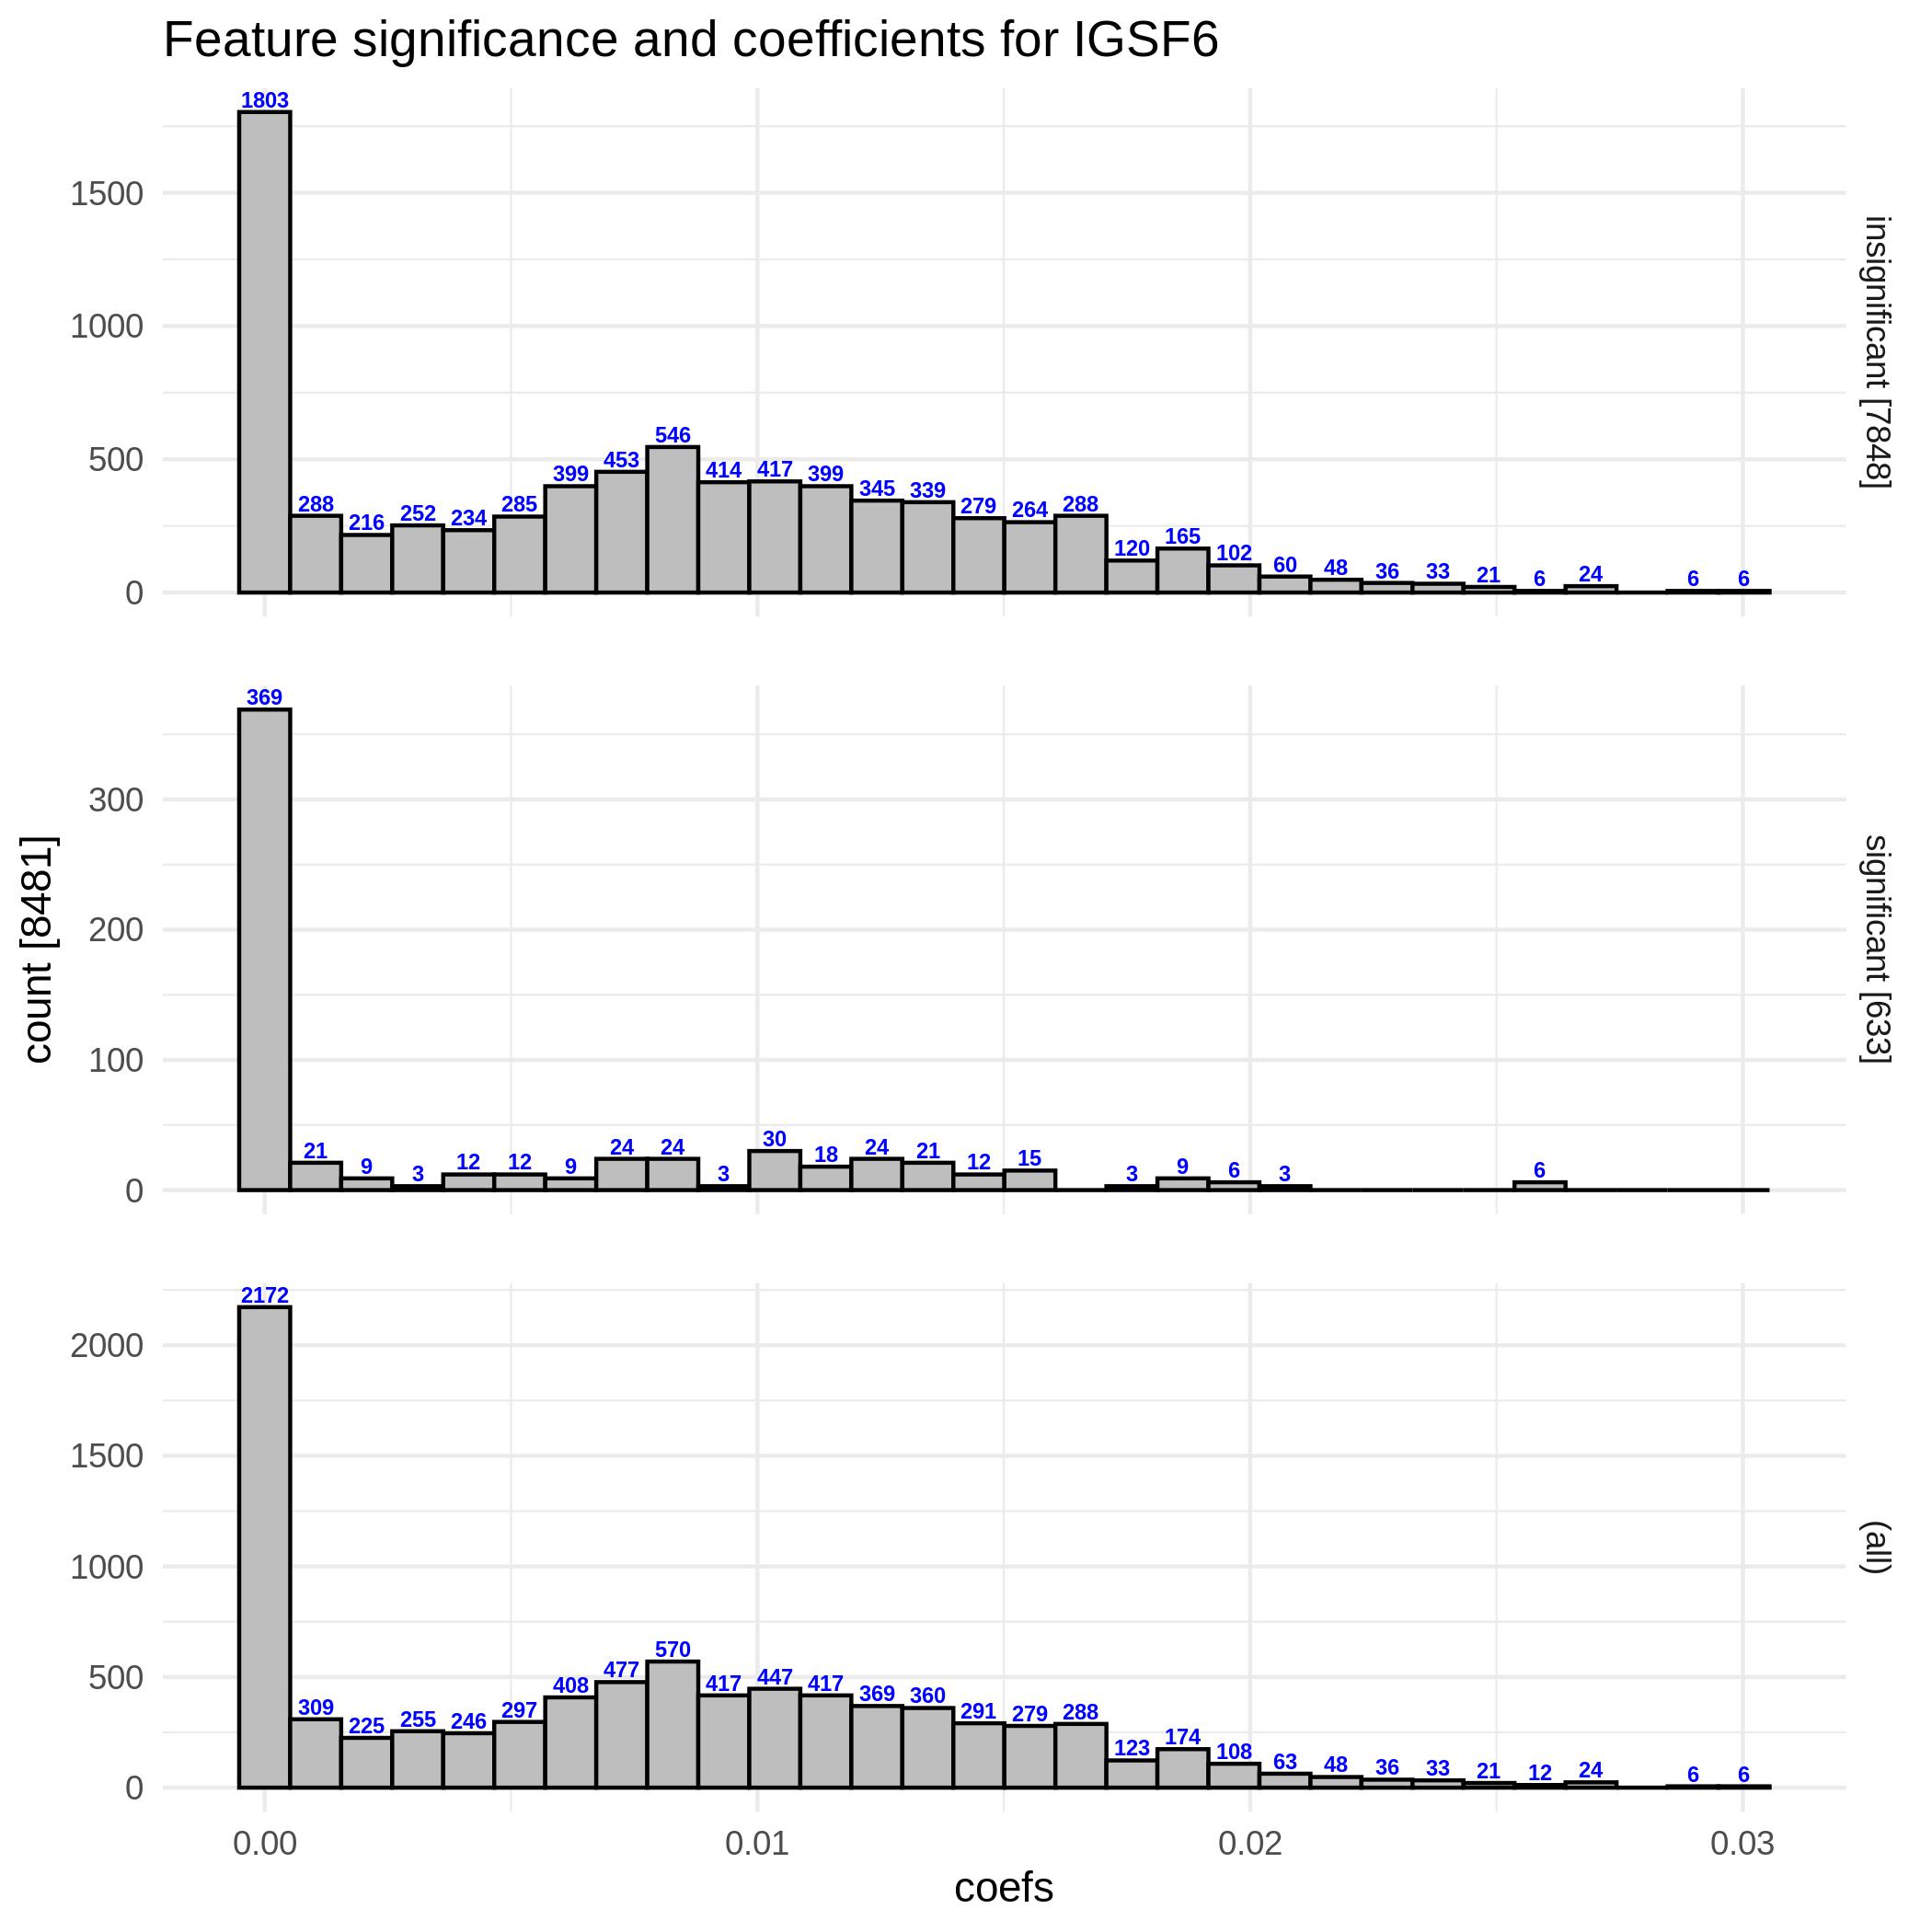 Feature significance and coefficients for IGSF6
1803
1500
1000
500
0
288 216 252 234 285 399 453 546 414 417 399 345 339 279 264 288 120 165 102 60 48 36 33 21 6 24 6 6
insignificant [7848]
369
300
200
100
0
21 9 3 12 12 9 24 24 3 30 18 24 21 12 15 3 9 6 3 6
significant [633]
count [8481]
2172
2000
1500
1000
500
0
309 225 255 246 297 408 477 570 417 447 417 369 360 291 279 288 123 174 108 63 48 36 33 21 12 24 6 6
(all)
0.00 0.01 0.02 0.03
coefs